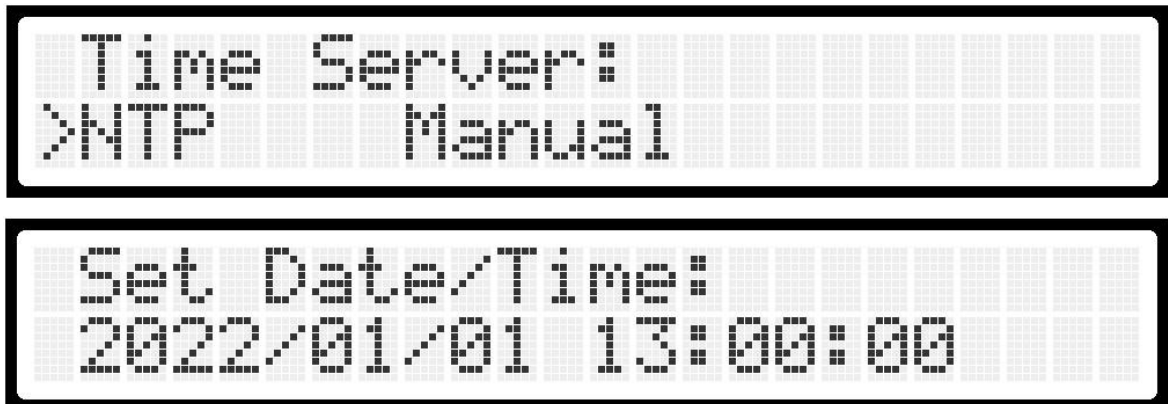 Time Server:
>NTP    Manual
Set Date/Time:
2022/01/01 13:00:00